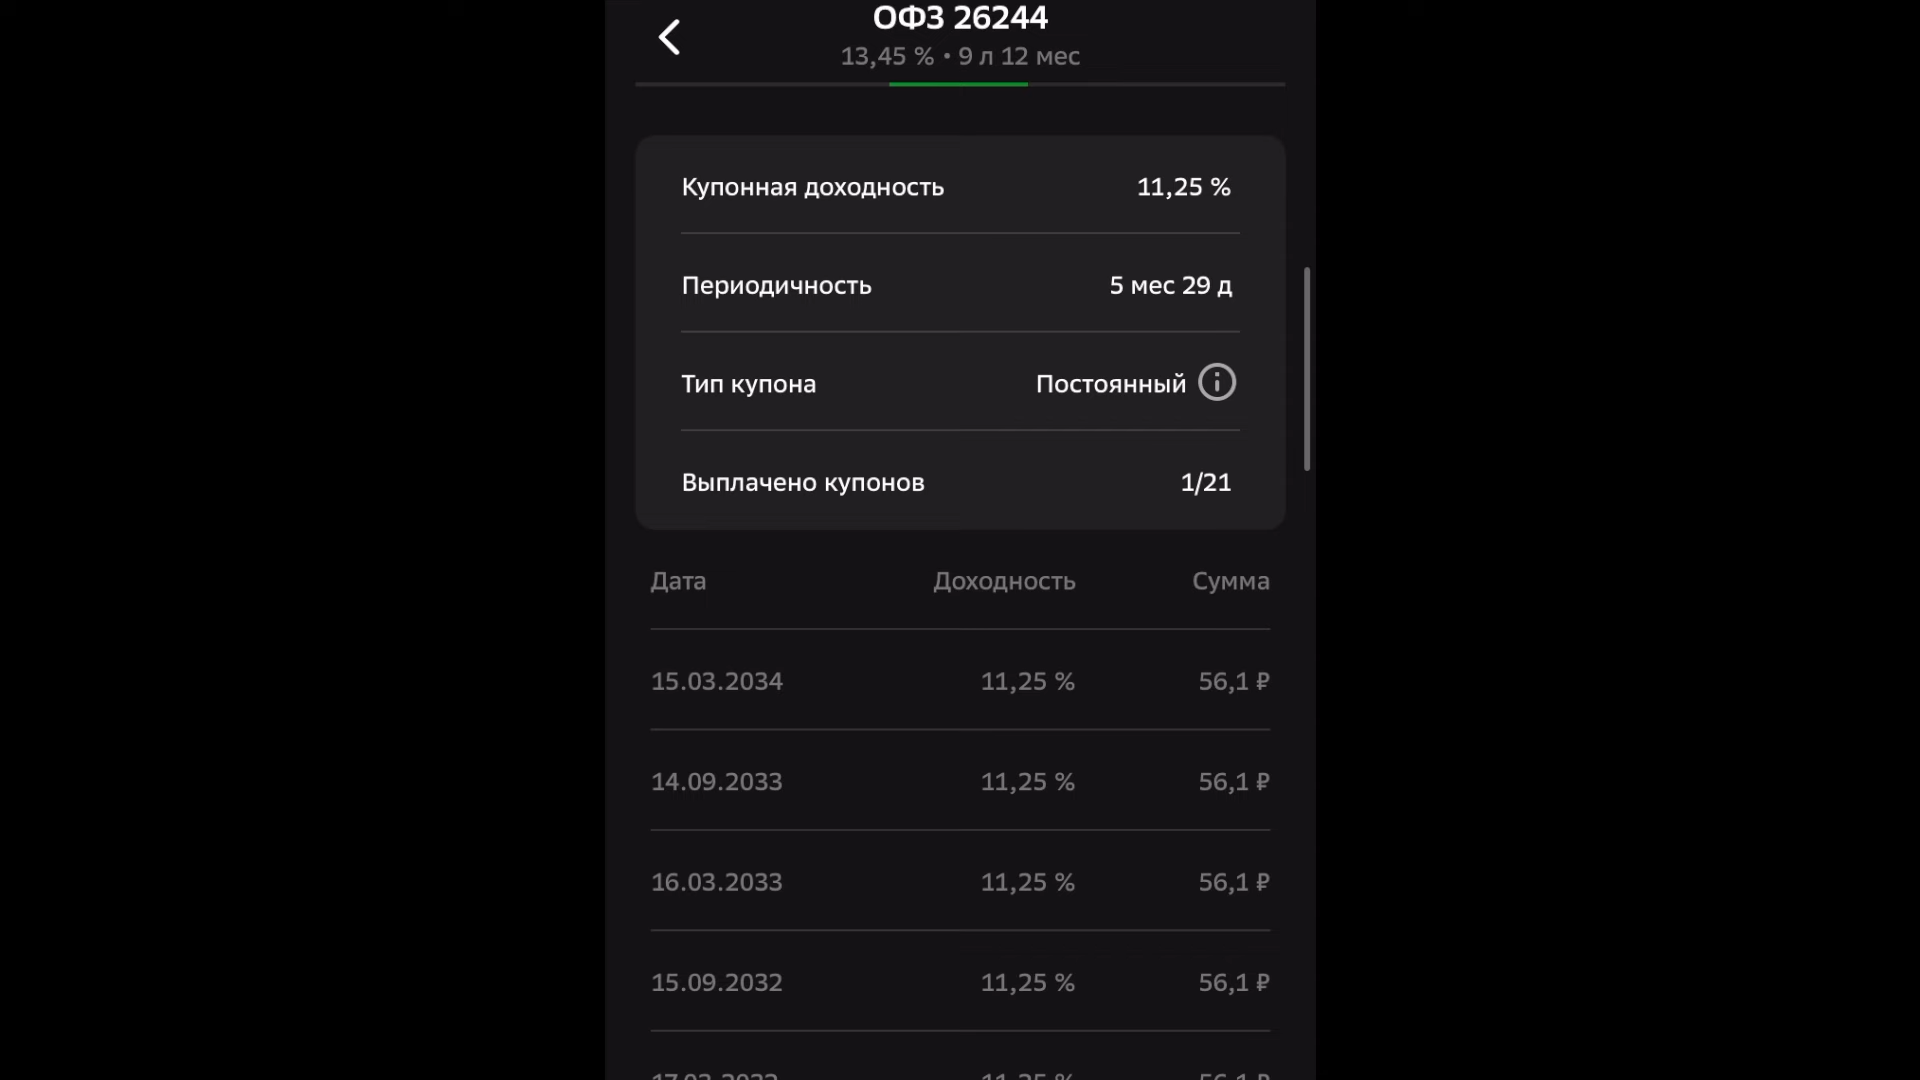 ОФЗ 26244
13,45 % • 9 л 12 мес
Купонная доходность 11,25 %
Периодичность 5 мес 29 д
Тип купона Постоянный
Выплачено купонов 1/21
Дата Доходность Сумма
15.03.2034 11,25 % 56,1 ₽
14.09.2033 11,25 % 56,1 ₽
16.03.2033 11,25 % 56,1 ₽
15.09.2032 11,25 % 56,1 ₽